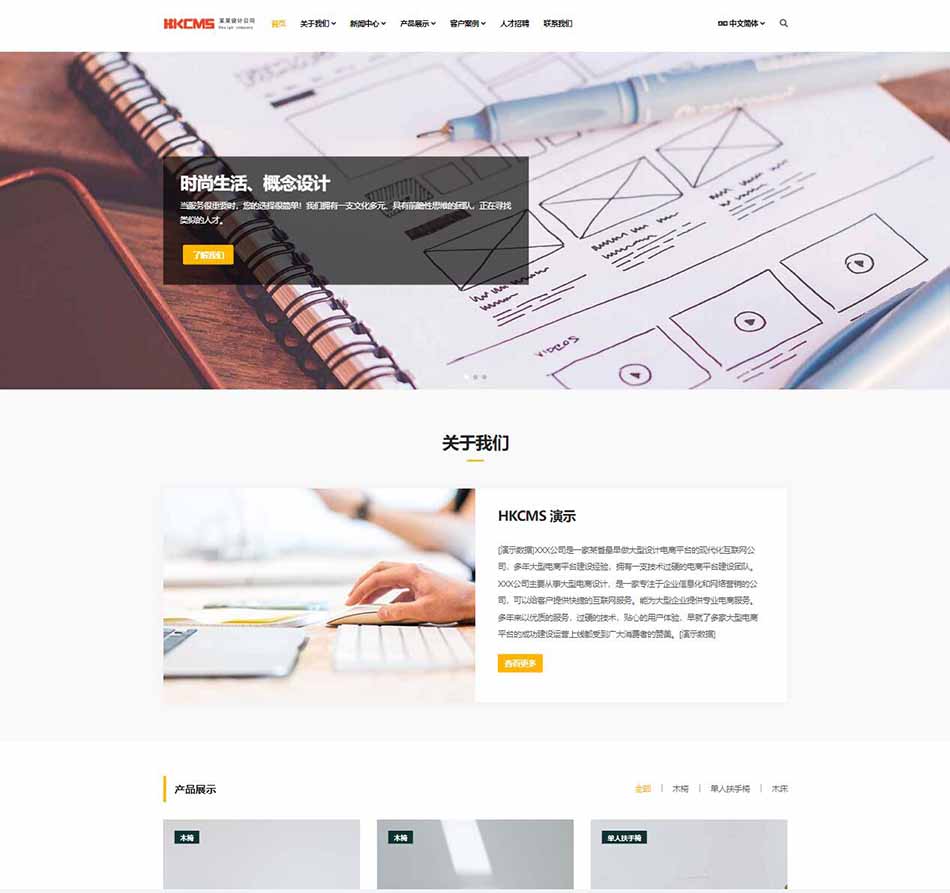 HKCMS 某某设计公司
Design company
首页 关于我们 新闻中心 产品展示 客户案例 人才招聘 联系我们 中文简体
时尚生活、概念设计
当服务很重要时，您的选择很简单！我们拥有一支文化多元、具有前瞻性思维的团队，正在寻找
类似的人才。
了解我们
VIDEOS
关于我们
HKCMS 演示
[演示数据]XXX公司是一家某首最早做大型设计电商平台的现代化互联网公
司，多年大型电商平台建设经验，拥有一支技术过硬的电商平台建设团队。
XXX公司主要从事大型电商设计，是一家专注于企业信息化和网络营销的公
司，可以给客户提供快捷的互联网服务。能为大型企业提供专业电商服务。
多年来以优质的服务，过硬的技术，贴心的用户体验，早就了多家大型电商
平台的成功建设运营上线都受到广大消费者的赞美。[演示数据]
查看更多
产品展示
全部 | 木椅 | 单人扶手椅 | 木床
木椅 木椅 单人扶手椅